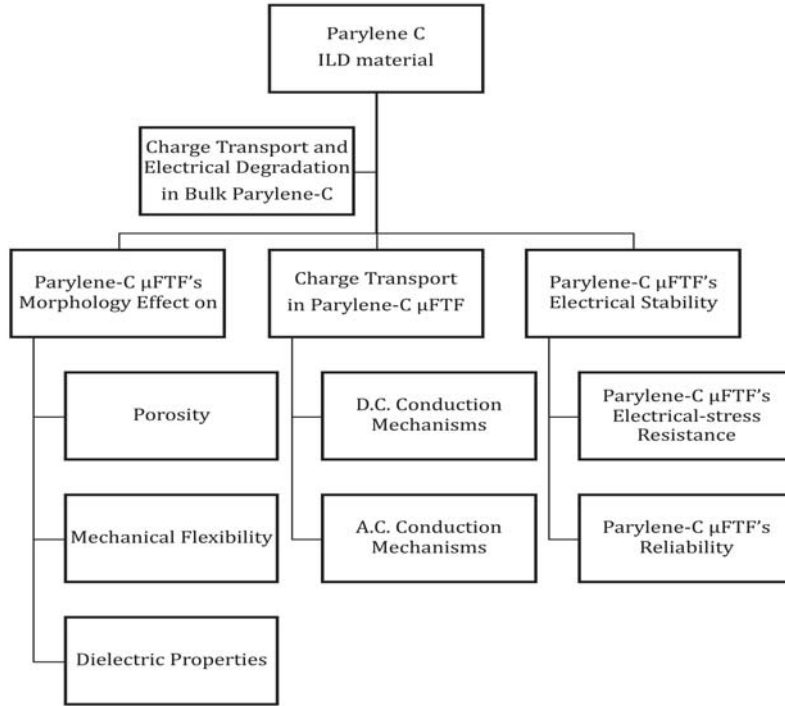 Parylene C
ILD material
Charge Transport and
Electrical Degradation
in Bulk Parylene-C
Parylene-C μFTF's
Morphology Effect on
Charge Transport
in Parylene-C μFTF
Parylene-C μFTF's
Electrical Stability
Porosity
Mechanical Flexibility
Dielectric Properties
D.C. Conduction
Mechanisms
A.C. Conduction
Mechanisms
Parylene-C μFTF's
Electrical-stress
Resistance
Parylene-C μFTF's
Reliability